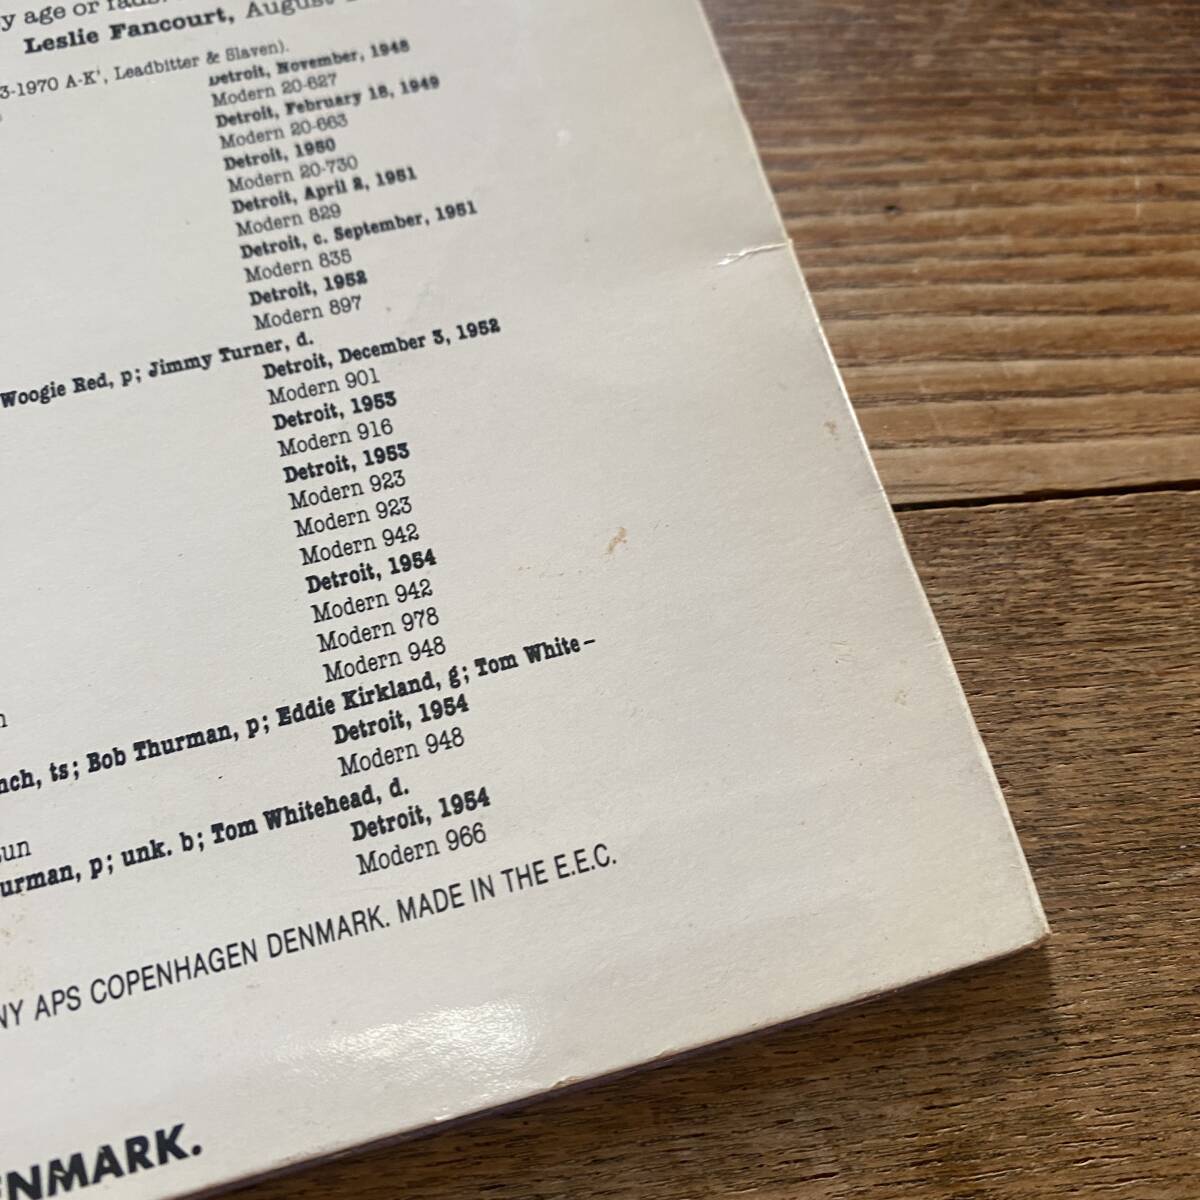 y age or
Leslie Fancourt, August
3-1970 A-K', Leadbitter & Slaven).
Detroit, November, 1948
Modern 20-627
Detroit, February 18, 1949
Modern 20-663
Detroit, 1950
Modern 20-730
Detroit, April 2, 1951
Modern 829
Detroit, c. September, 1951
Modern 835
Detroit, 1952
Modern 897
Woogie Red, p; Jimmy Turner, d.
Detroit, December 3, 1952
Modern 901
Detroit, 1953
Modern 916
Detroit, 1953
Modern 923
Modern 923
Modern 942
Detroit, 1954
Modern 942
Modern 978
Modern 948
nch, ts; Bob Thurman, p; Eddie Kirkland, g; Tom White–
Detroit, 1954
Modern 948
un
urman, p; unk. b; Tom Whitehead, d.
Detroit, 1954
Modern 966
NY APS COPENHAGEN DENMARK. MADE IN THE E.E.C.
ENMARK.